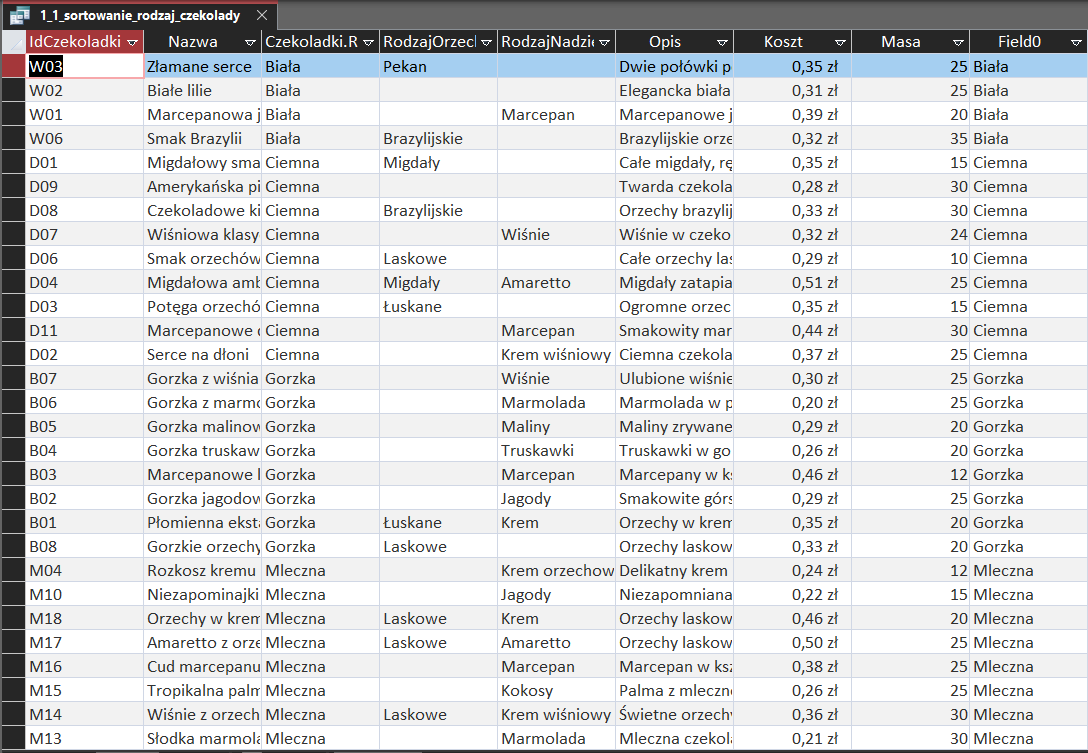 1_1_sortowanie_rodzaj_czekolady
IdCzekoladki Nazwa Czekoladki.R RodzajOrzecl RodzajNadzie Opis Koszt Masa Field0
W03 Złamane serce Biała Pekan Dwie połówki p 0,35 zł 25 Biała
W02 Białe lilie Biała Elegancka biała 0,31 zł 25 Biała
W01 Marcepanowa j Biała Marcepan Marcepanowe j 0,39 zł 20 Biała
W06 Smak Brazylii Biała Brazylijskie Brazylijskie orze 0,32 zł 35 Biała
D01 Migdałowy sma Ciemna Migdały Całe migdały, rę 0,35 zł 15 Ciemna
D09 Amerykańska pi Ciemna Twarda czekola 0,28 zł 30 Ciemna
D08 Czekoladowe ki Ciemna Brazylijskie Orzechy brazylij 0,33 zł 30 Ciemna
D07 Wiśniowa klasy Ciemna Wiśnie Wiśnie w czeko 0,32 zł 24 Ciemna
D06 Smak orzechów Ciemna Laskowe Całe orzechy las 0,29 zł 10 Ciemna
D04 Migdałowa amb Ciemna Migdały Amaretto Migdały zatapia 0,51 zł 25 Ciemna
D03 Potęga orzechó Ciemna Łuskane Ogromne orzec 0,35 zł 15 Ciemna
D11 Marcepanowe Ciemna Marcepan Smakowity mar 0,44 zł 30 Ciemna
D02 Serce na dłoni Ciemna Krem wiśniowy Ciemna czekola 0,37 zł 25 Ciemna
B07 Gorzka z wiśnia Gorzka Wiśnie Ulubione wiśnie 0,30 zł 25 Gorzka
B06 Gorzka z marmo Gorzka Marmolada Marmolada w p 0,20 zł 25 Gorzka
B05 Gorzka malinow Gorzka Maliny Maliny zrywane 0,29 zł 20 Gorzka
B04 Gorzka truskaw Gorzka Truskawki Truskawki w go 0,26 zł 20 Gorzka
B03 Marcepanowe Gorzka Marcepan Marcepany w ks 0,46 zł 12 Gorzka
B02 Gorzka jagodow Gorzka Jagody Smakowite górs 0,29 zł 25 Gorzka
B01 Płomienna eksta Gorzka Łuskane Krem Orzechy w krem 0,35 zł 20 Gorzka
B08 Gorzkie orzechy Gorzka Laskowe Orzechy laskow 0,33 zł 20 Gorzka
M04 Rozkosz kremu Mleczna Krem orzechow Delikatny krem 0,24 zł 12 Mleczna
M10 Niezapominajki Mleczna Jagody Niezapomniana 0,22 zł 15 Mleczna
M18 Orzechy w krem Mleczna Laskowe Krem Orzechy laskow 0,46 zł 20 Mleczna
M17 Amaretto z orze Mleczna Laskowe Amaretto Orzechy laskow 0,50 zł 25 Mleczna
M16 Cud marcepanu Mleczna Marcepan Marcepan w ksz 0,38 zł 25 Mleczna
M15 Tropikalna palm Mleczna Kokosy Palma z mleczne 0,26 zł 25 Mleczna
M14 Wiśnie z orzech Mleczna Laskowe Krem wiśniowy Świetne orzechy 0,36 zł 30 Mleczna
M13 Słodka marmola Mleczna Marmolada Mleczna czekol 0,21 zł 30 Mleczna